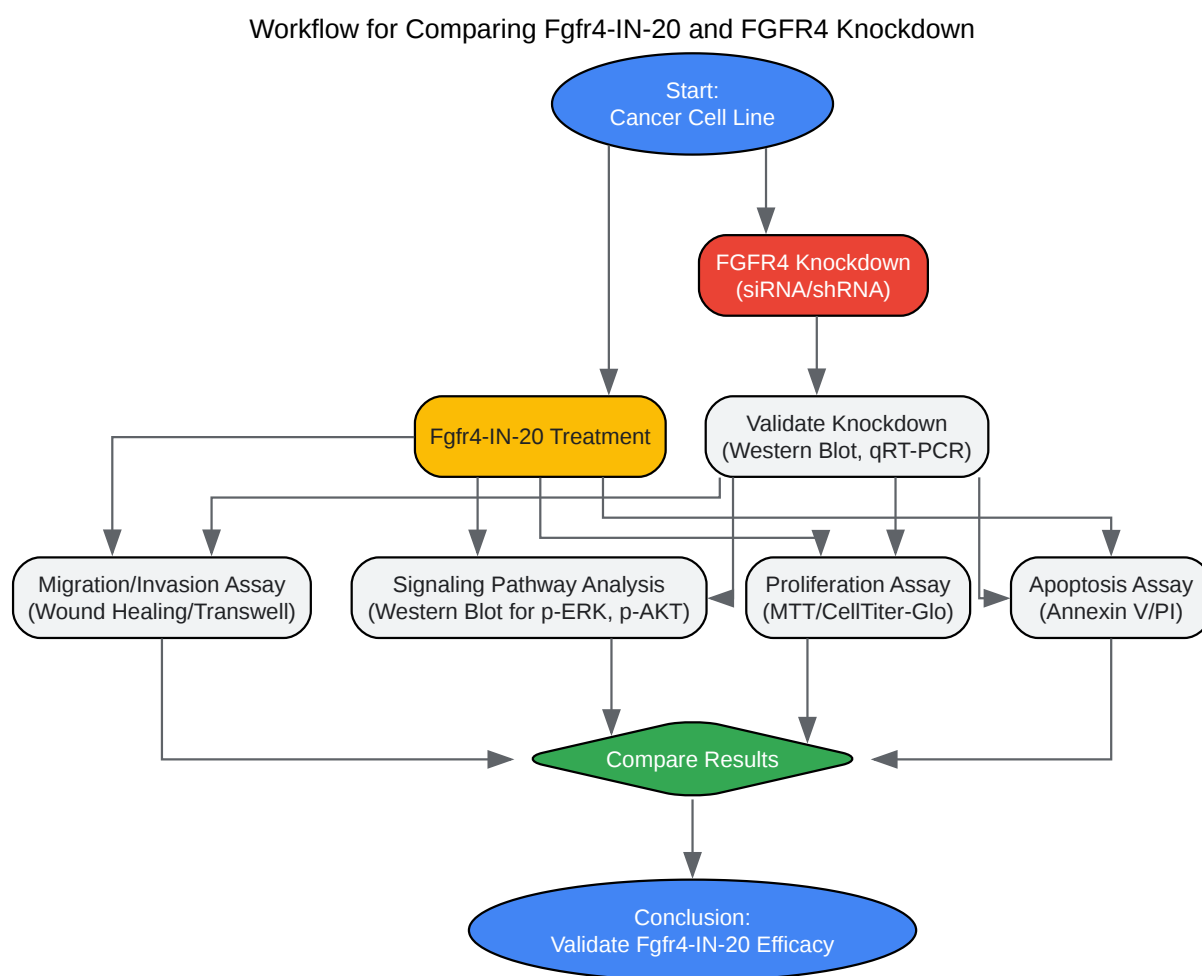 Workflow for Comparing Fgfr4-IN-20 and FGFR4 Knockdown
Start:
Cancer Cell Line
FGFR4 Knockdown
(siRNA/shRNA)
Fgfr4-IN-20 Treatment
Validate Knockdown
(Western Blot, qRT-PCR)
Migration/Invasion Assay
(Wound Healing/Transwell)
Signaling Pathway Analysis
(Western Blot for p-ERK, p-AKT)
Proliferation Assay
(MTT/CellTiter-Glo)
Apoptosis Assay
(Annexin V/PI)
Compare Results
Conclusion:
Validate Fgfr4-IN-20 Efficacy